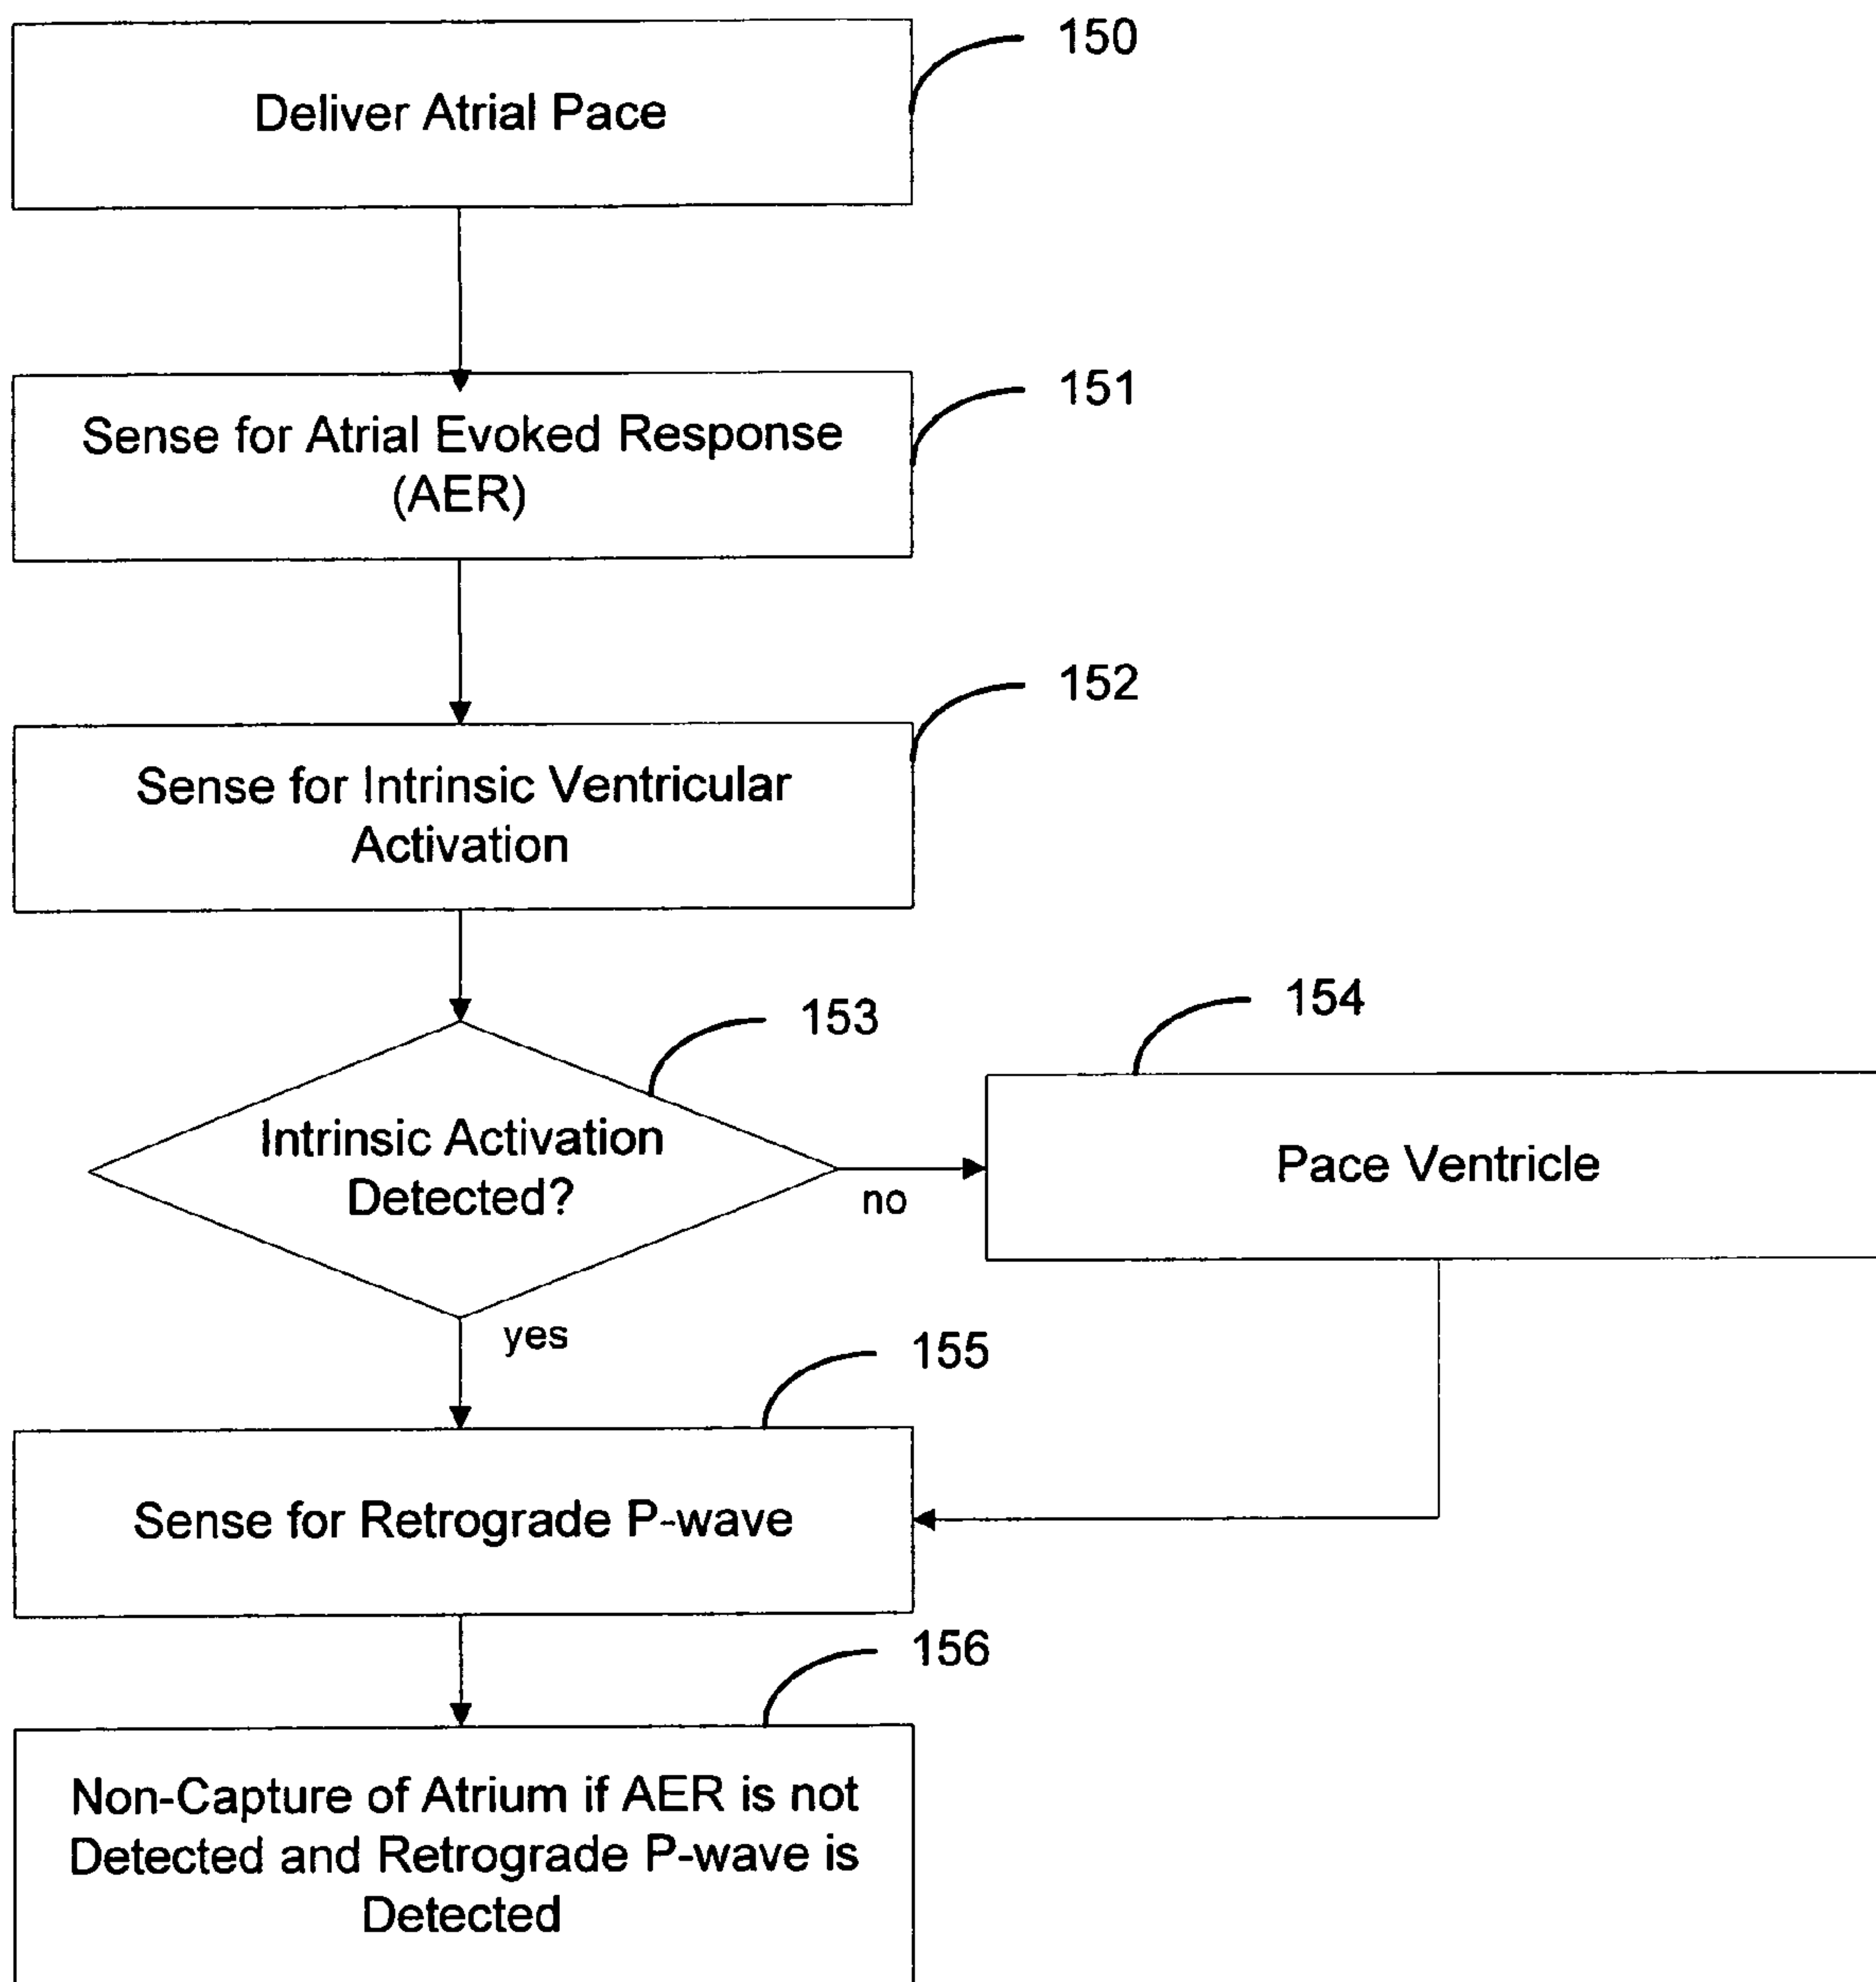 150
Deliver Atrial Pace
151
Sense for Atrial Evoked Response
(AER)
152
Sense for Intrinsic Ventricular
Activation
153
154
Intrinsic Activation
Detected?
no
Pace Ventricle
yes
155
Sense for Retrograde P-wave
156
Non-Capture of Atrium if AER is not
Detected and Retrograde P-wave is
Detected